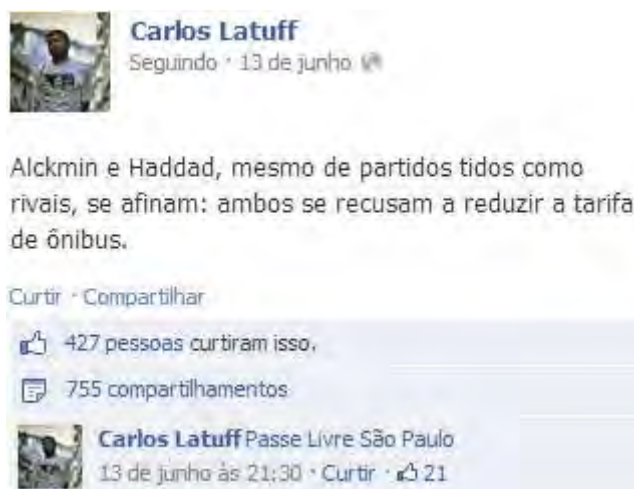 Carlos Latuff
Seguindo · 13 de junho
Alckmin e Haddad, mesmo de partidos tidos como
rivais, se afinam: ambos se recusam a reduzir a tarifa
de ônibus.
Curtir · Compartilhar
427 pessoas curtiram isso.
755 compartilhamentos
Carlos Latuff Passe Livre São Paulo
13 de junho às 21:30 · Curtir · 21